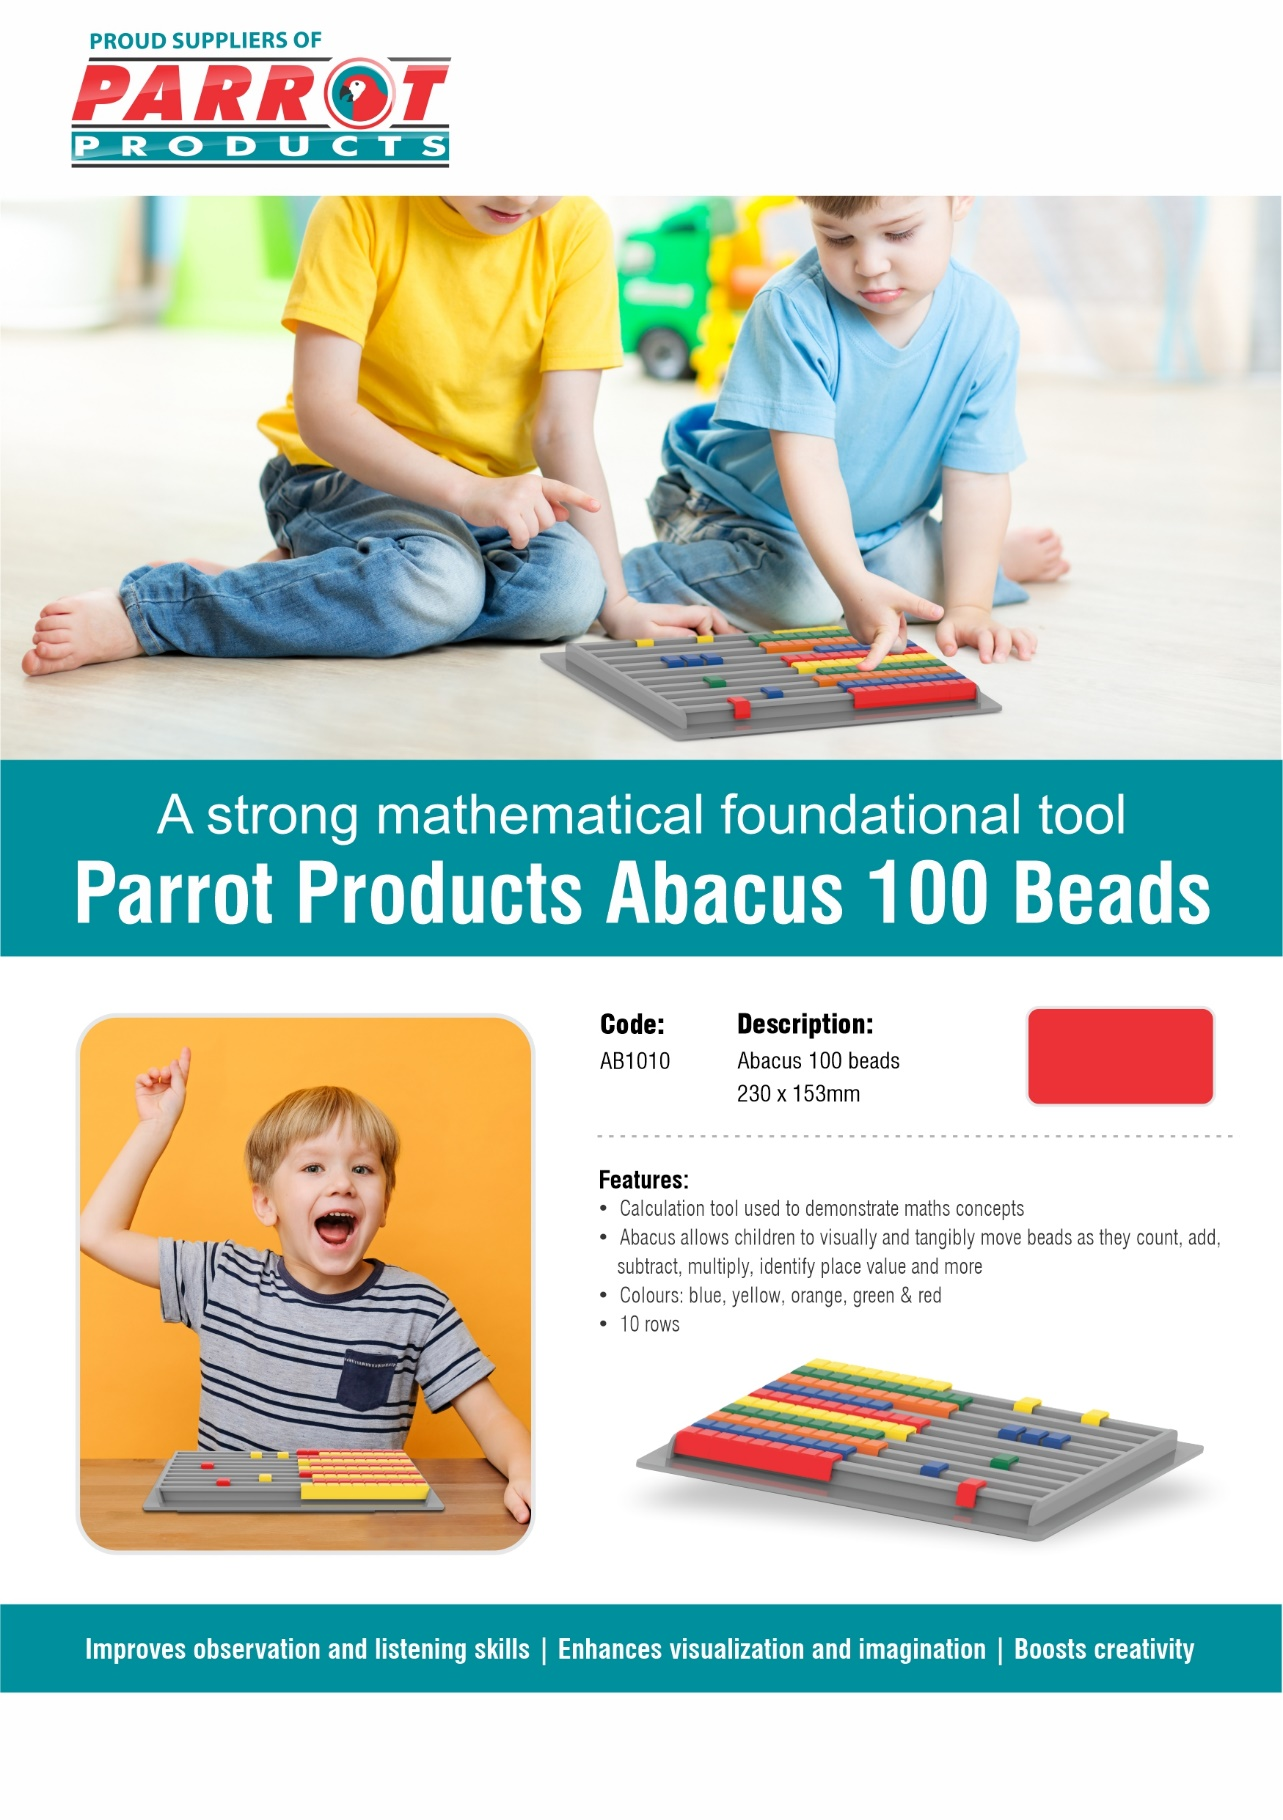 PROUD SUPPLIERS OF
PARROT
PRODUCTS
A strong mathematical foundational tool
Parrot Products Abacus 100 Beads
Code:
AB1010
Description:
Abacus 100 beads
230 x 153mm
Features:
• Calculation tool used to demonstrate maths concepts
• Abacus allows children to visually and tangibly move beads as they count, add,
subtract, multiply, identify place value and more
• Colours: blue, yellow, orange, green & red
• 10 rows
Improves observation and listening skills | Enhances visualization and imagination | Boosts creativity